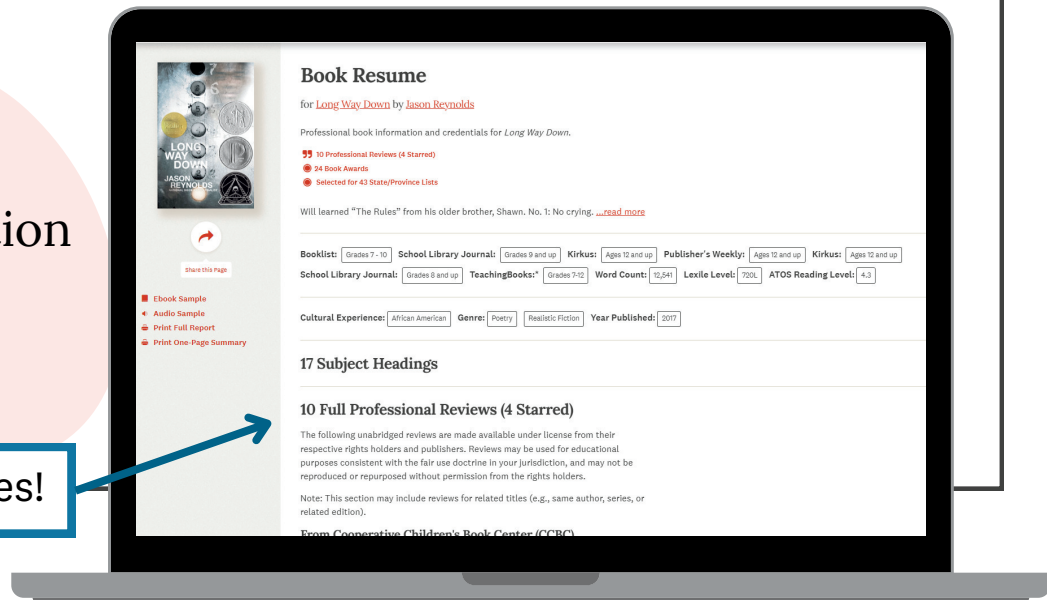 tion
es!
LONG
WAY
DOWN
JASON
REYNOLDS
Share this Page
Ebook Sample
Audio Sample
Print Full Report
Print One-Page Summary
Book Resume
for Long Way Down by Jason Reynolds
Professional book information and credentials for Long Way Down.
10 Professional Reviews (4 Starred)
24 Book Awards
Selected for 43 State/Province Lists
Will learned “The Rules” from his older brother, Shawn. No. 1: No crying. ...read more
Booklist: Grades 7 - 10 School Library Journal: Grades 9 and up Kirkus: Ages 12 and up Publisher's Weekly: Ages 12 and up Kirkus: Ages 12 and up
School Library Journal: Grades 8 and up TeachingBooks:* Grades 7-12 Word Count: 12,541 Lexile Level: 720L ATOS Reading Level: 4.3
Cultural Experience: African American Genre: Poetry Realistic Fiction Year Published: 2017
17 Subject Headings
10 Full Professional Reviews (4 Starred)
The following unabridged reviews are made available under license from their
respective rights holders and publishers. Reviews may be used for educational
purposes consistent with the fair use doctrine in your jurisdiction, and may not be
reproduced or repurposed without permission from the rights holders.
Note: This section may include reviews for related titles (e.g., same author, series, or
related edition).
From Cooperative Children's Book Center (CCBC)